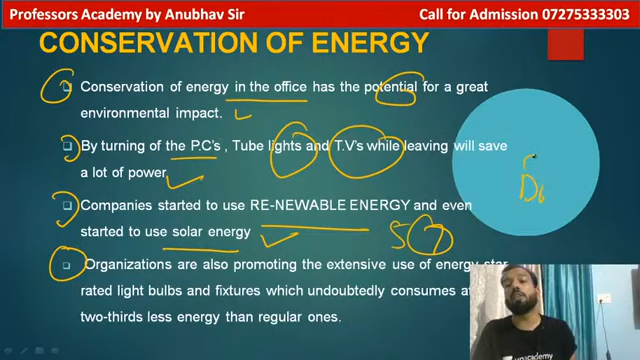 Professors Academy by Anubhav Sir
Call for Admission 07275333303
CONSERVATION OF ENERGY
Conservation of energy in the office has the potential for a great
environmental impact.
By turning of the P.C's , Tube lights and T.V's while leaving will save
a lot of power
Companies started to use RE-NEWABLE ENERGY and even
started to use solar energy
57
Organizations are also promoting the extensive use of energy star
rated light bulbs and fixtures which undoubtedly consumes
two-thirds less energy than regular ones.
unacademy